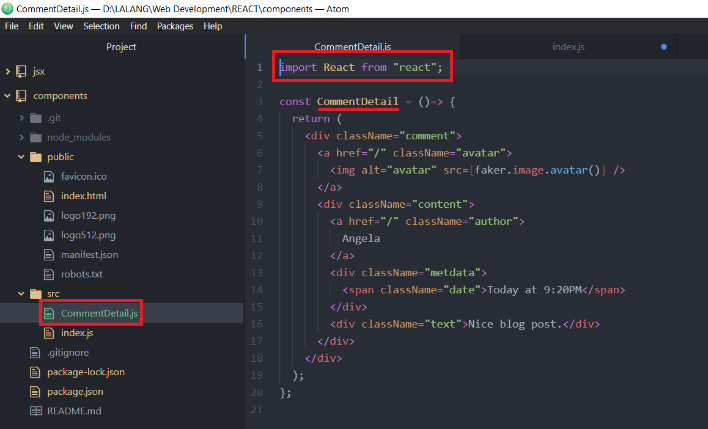 CommentDetail.js — D:\LALANG\Web Development\REACT\components — Atom
File Edit View Selection Find Packages Help
Project
jsx
components
.git
node_modules
public
favicon.ico
index.html
logo192.png
logo512.png
manifest.json
robots.txt
src
CommentDetail.js
index.js
.gitignore
package-lock.json
package.json
README.md
CommentDetail.js index.js
1 import React from "react";
2
3 const CommentDetail = ()=> {
4 return (
5 <div className="comment">
6 <a href="/" className="avatar">
7 <img alt="avatar" src={faker.image.avatar()} />
8 </a>
9 <div className="content">
10 <a href="/" className="author">
11 Angela
12 </a>
13 <div className="metdata">
14 <span className="date">Today at 9:20PM</span>
15 </div>
16 <div className="text">Nice blog post.</div>
17 </div>
18 </div>
19 );
20 };
21